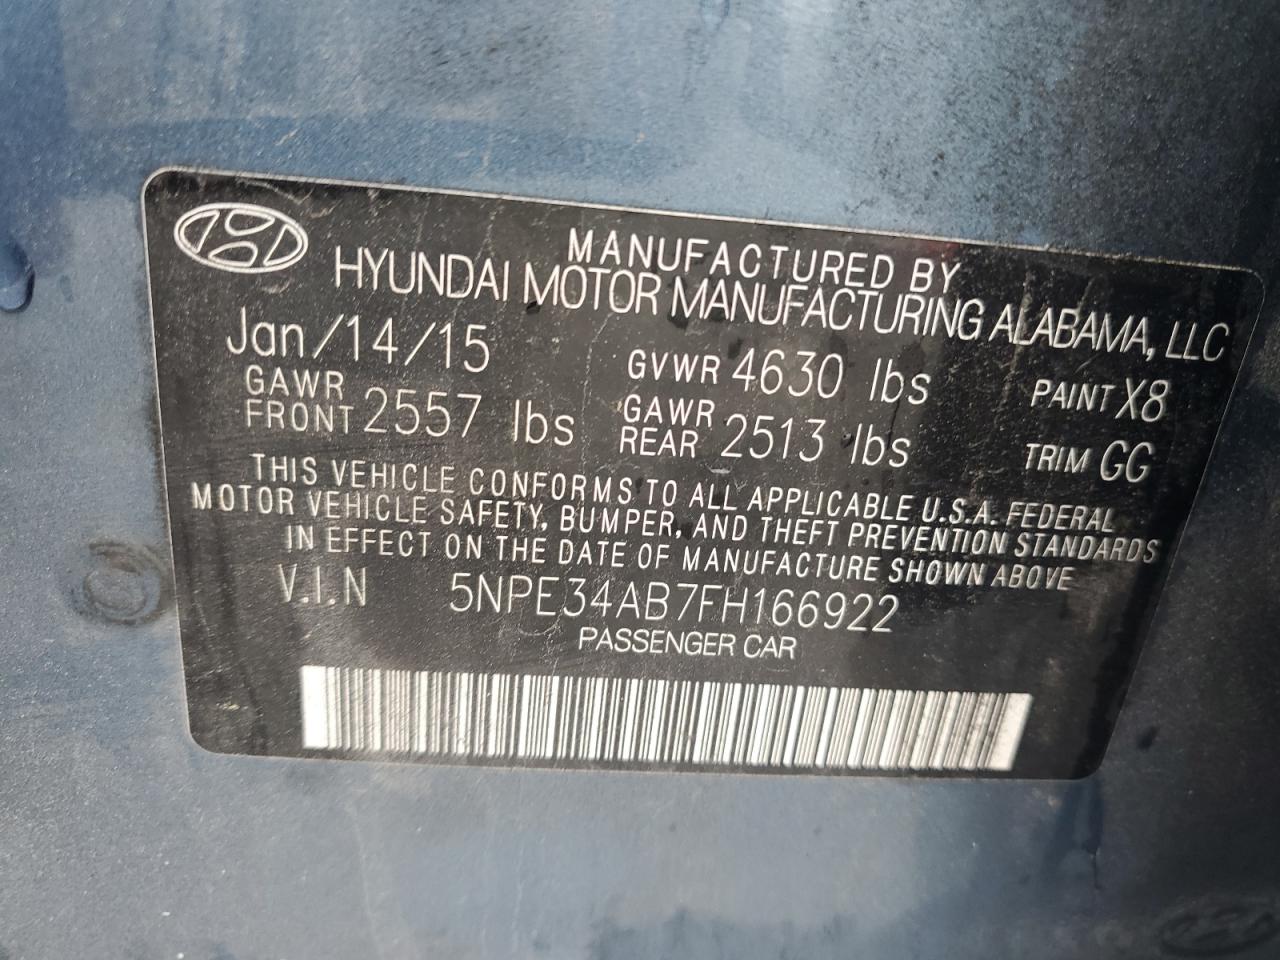 MANUFACTURED BY
HYUNDAI MOTOR MANUFACTURING ALABAMA, LLC
Jan/14/15 GVWR 4630 lbs PAINT X8
GAWR FRONT 2557 lbs GAWR REAR 2513 lbs TRIM GG
THIS VEHICLE CONFORMS TO ALL APPLICABLE U.S.A. FEDERAL
MOTOR VEHICLE SAFETY, BUMPER, AND THEFT PREVENTION STANDARDS
IN EFFECT ON THE DATE OF MANUFACTURE SHOWN ABOVE
V.I.N 5NPE34AB7FH166922
PASSENGER CAR